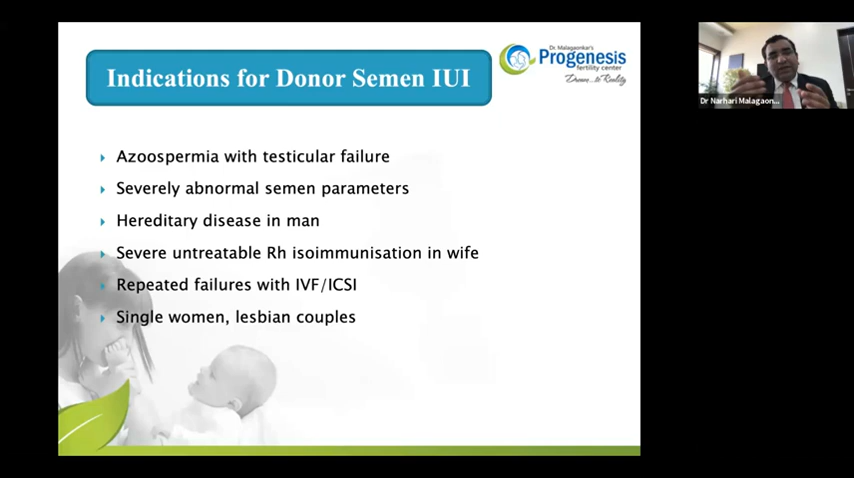 Indications for Donor Semen IUI
Dr. Malagaonkar's
Progenesis
fertility center
Dream...to Reality
Azoospermia with testicular failure
Severely abnormal semen parameters
Hereditary disease in man
Severe untreatable Rh isoimmunisation in wife
Repeated failures with IVF/ICSI
Single women, lesbian couples
Dr Narhari Malagaon...